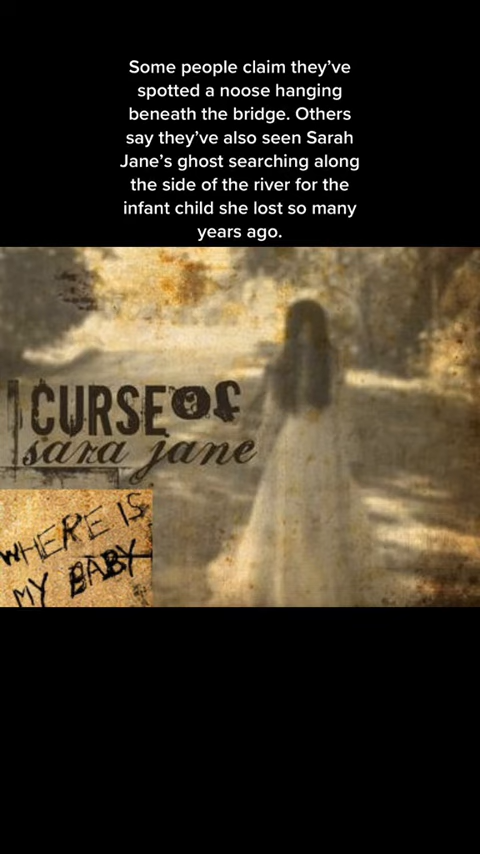 Some people claim they’ve
spotted a noose hanging
beneath the bridge. Others
say they’ve also seen Sarah
Jane’s ghost searching along
the side of the river for the
infant child she lost so many
years ago.
CURSE OF
sara jane
WHERE IS
MY BABY